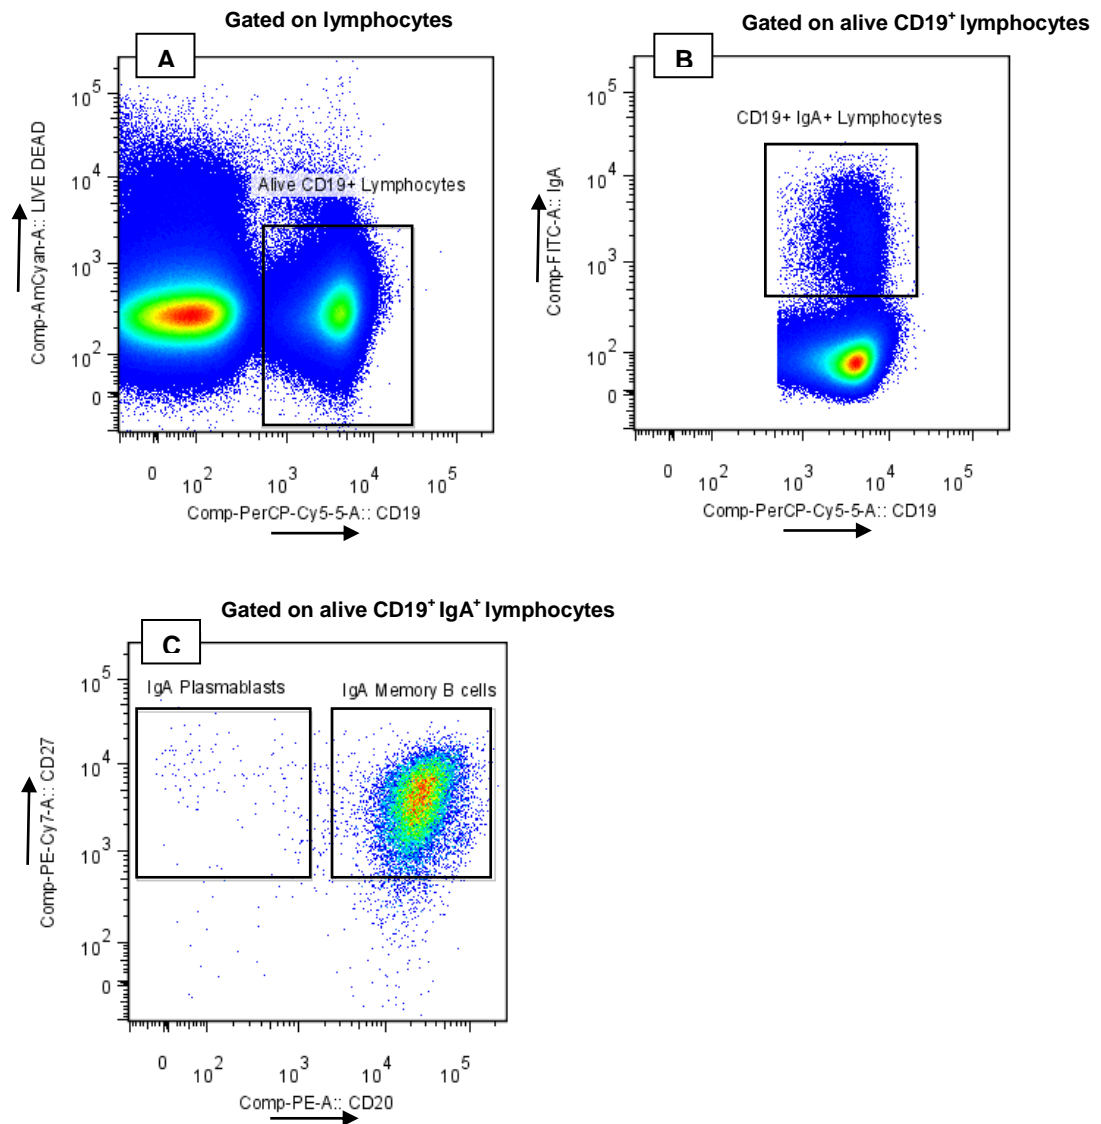 Gated on lymphocytes
A
Comp-AmCyan-A:: LIVE DEAD
10^5
10^4
10^3
10^2
0
Alive CD19+ Lymphocytes
0 10^2 10^3 10^4 10^5
Comp-PerCP-Cy5-5-A:: CD19
Gated on alive CD19^+ lymphocytes
B
Comp-FITC-A:: IgA
10^5
10^4
10^3
10^2
0
CD19+ IgA+ Lymphocytes
0 10^2 10^3 10^4 10^5
Comp-PerCP-Cy5-5-A:: CD19
Gated on alive CD19^+ IgA^+ lymphocytes
C
Comp-PE-Cy7-A:: CD27
10^5
10^4
10^3
10^2
0
IgA Plasmablasts
IgA Memory B cells
0 10^2 10^3 10^4 10^5
Comp-PE-A:: CD20